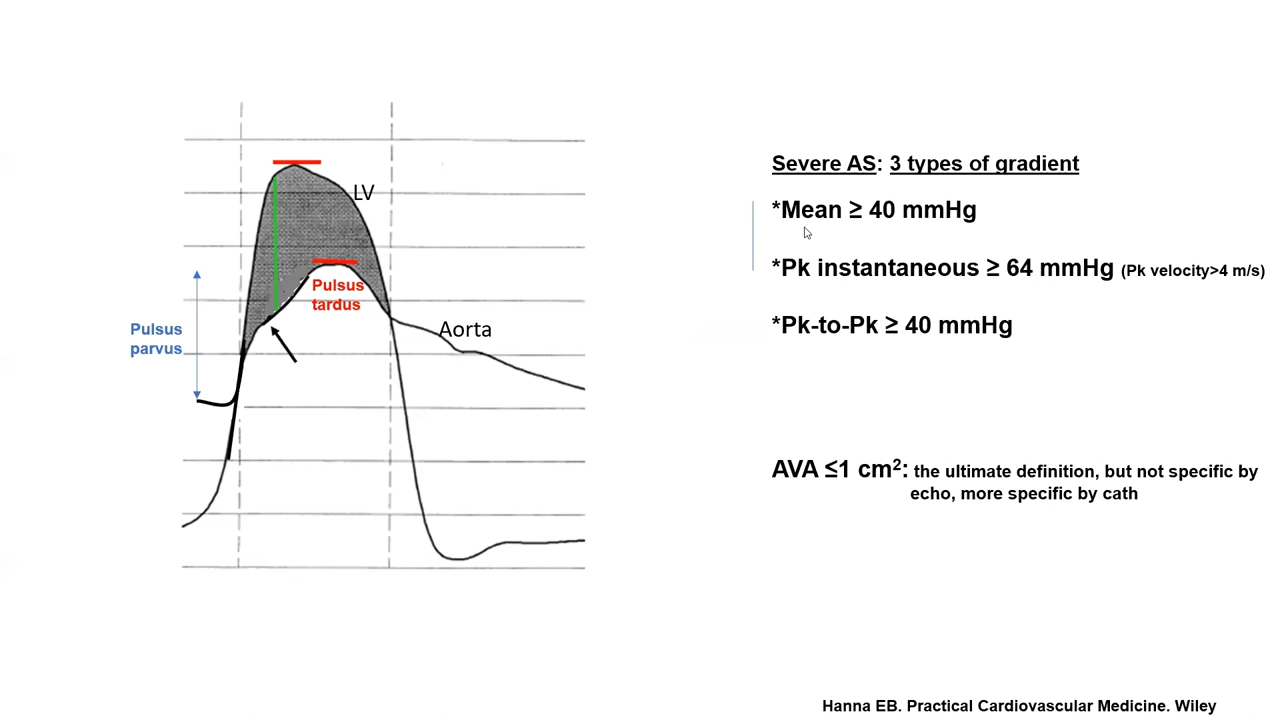 Severe AS: 3 types of gradient
*Mean ≥ 40 mmHg
*Pk instantaneous ≥ 64 mmHg (Pk velocity>4 m/s)
*Pk-to-Pk ≥ 40 mmHg
AVA ≤1 cm²: the ultimate definition, but not specific by
echo, more specific by cath
LV
Pulsus
tardus
Pulsus
parvus
Aorta
Hanna EB. Practical Cardiovascular Medicine. Wiley